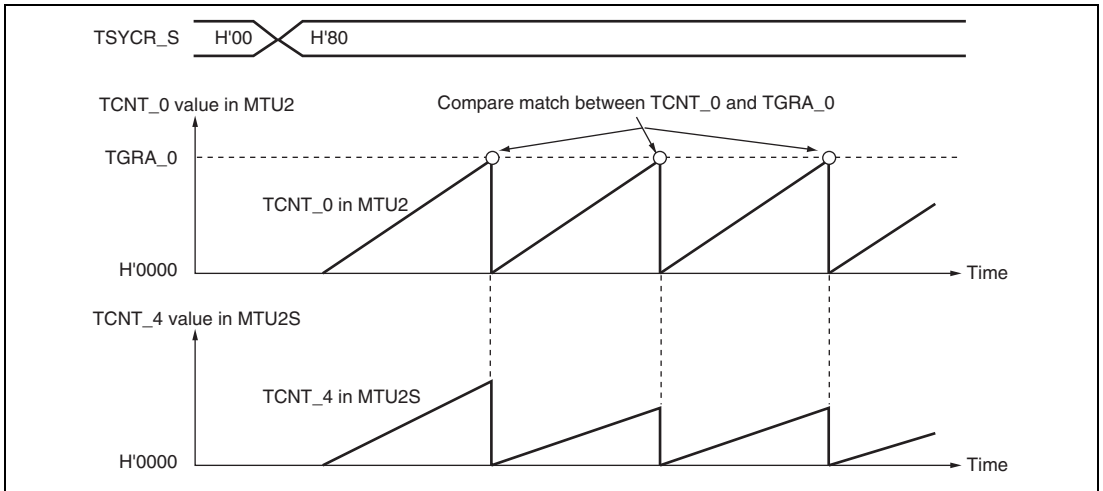 TSYCR_S H'00 H'80
TCNT_0 value in MTU2
Compare match between TCNT_0 and TGRA_0
TGRA_0
TCNT_0 in MTU2
H'0000
Time
TCNT_4 value in MTU2S
TCNT_4 in MTU2S
H'0000
Time